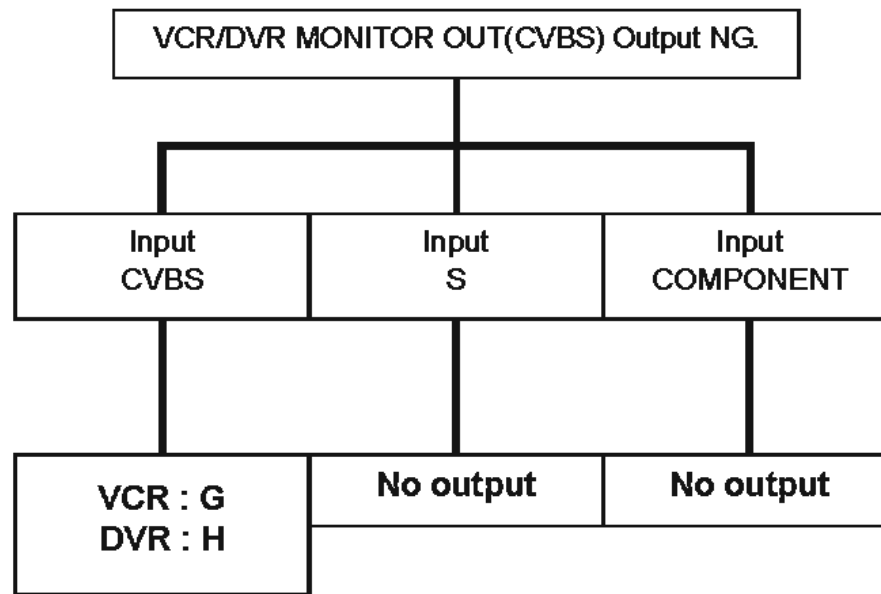 VCR/DVR MONITOR OUT(CVBS) Output NG.
Input
CVBS
Input
S
Input
COMPONENT
VCR : G
DVR : H
No output
No output